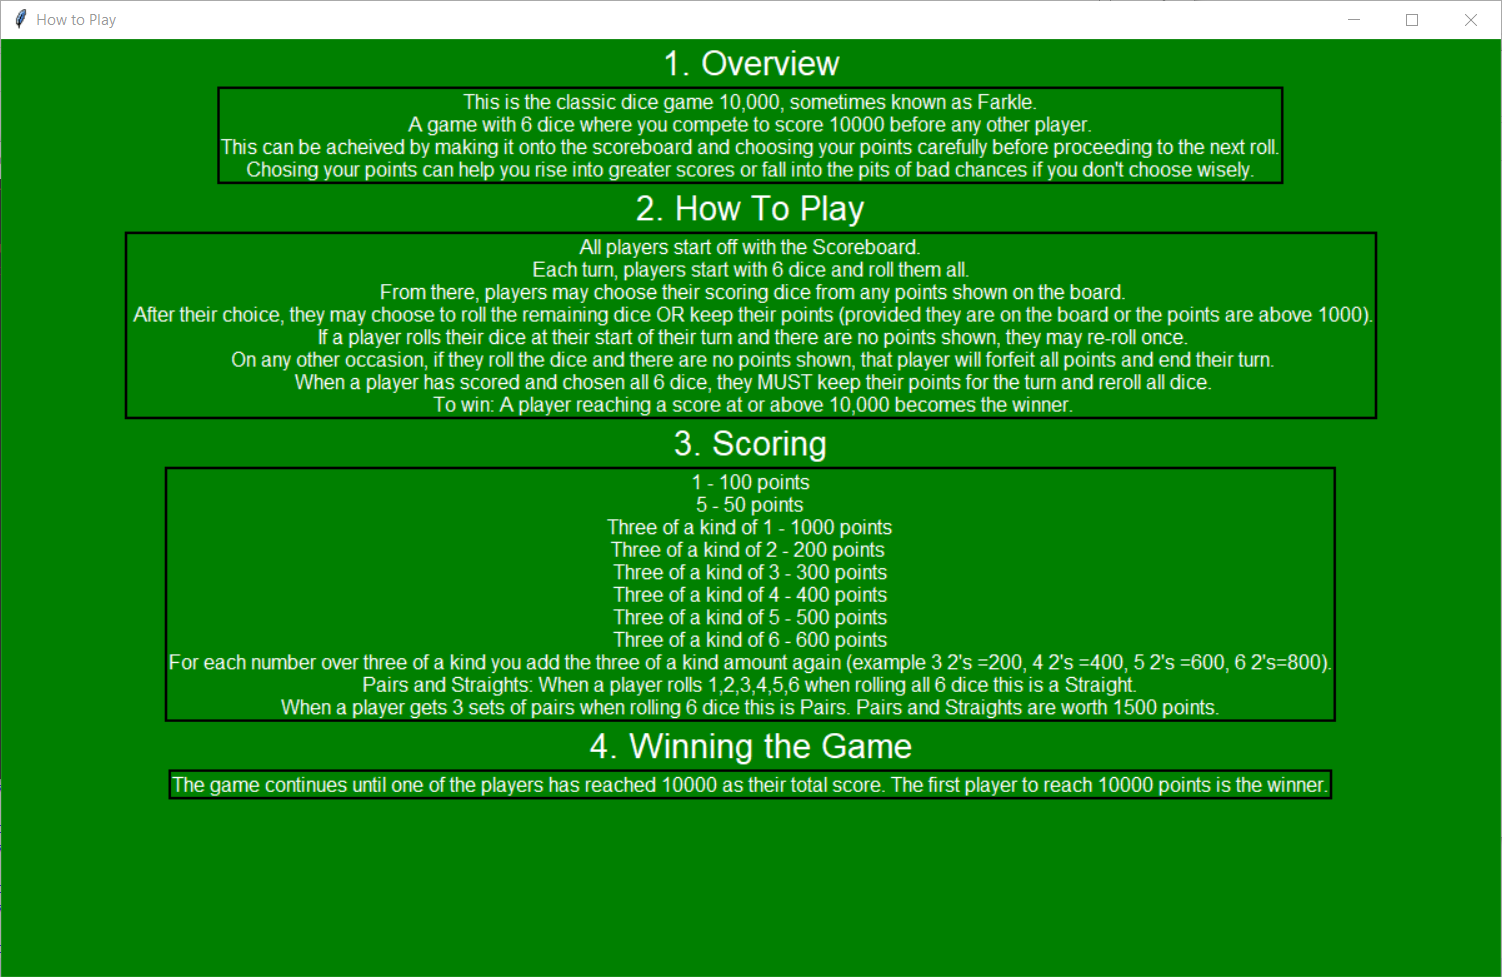 How to Play
1. Overview
This is the classic dice game 10,000, sometimes known as Farkle.
A game with 6 dice where you compete to score 10000 before any other player.
This can be acheived by making it onto the scoreboard and choosing your points carefully before proceeding to the next roll.
Chosing your points can help you rise into greater scores or fall into the pits of bad chances if you don't choose wisely.
2. How To Play
All players start off with the Scoreboard.
Each turn, players start with 6 dice and roll them all.
From there, players may choose their scoring dice from any points shown on the board.
After their choice, they may choose to roll the remaining dice OR keep their points (provided they are on the board or the points are above 1000).
If a player rolls their dice at their start of their turn and there are no points shown, they may re-roll once.
On any other occasion, if they roll the dice and there are no points shown, that player will forfeit all points and end their turn.
When a player has scored and chosen all 6 dice, they MUST keep their points for the turn and reroll all dice.
To win: A player reaching a score at or above 10,000 becomes the winner.
3. Scoring
1 - 100 points
5 - 50 points
Three of a kind of 1 - 1000 points
Three of a kind of 2 - 200 points
Three of a kind of 3 - 300 points
Three of a kind of 4 - 400 points
Three of a kind of 5 - 500 points
Three of a kind of 6 - 600 points
For each number over three of a kind you add the three of a kind amount again (example 3 2's =200, 4 2's =400, 5 2's =600, 6 2's=800).
Pairs and Straights: When a player rolls 1,2,3,4,5,6 when rolling all 6 dice this is a Straight.
When a player gets 3 sets of pairs when rolling 6 dice this is Pairs. Pairs and Straights are worth 1500 points.
4. Winning the Game
The game continues until one of the players has reached 10000 as their total score. The first player to reach 10000 points is the winner.